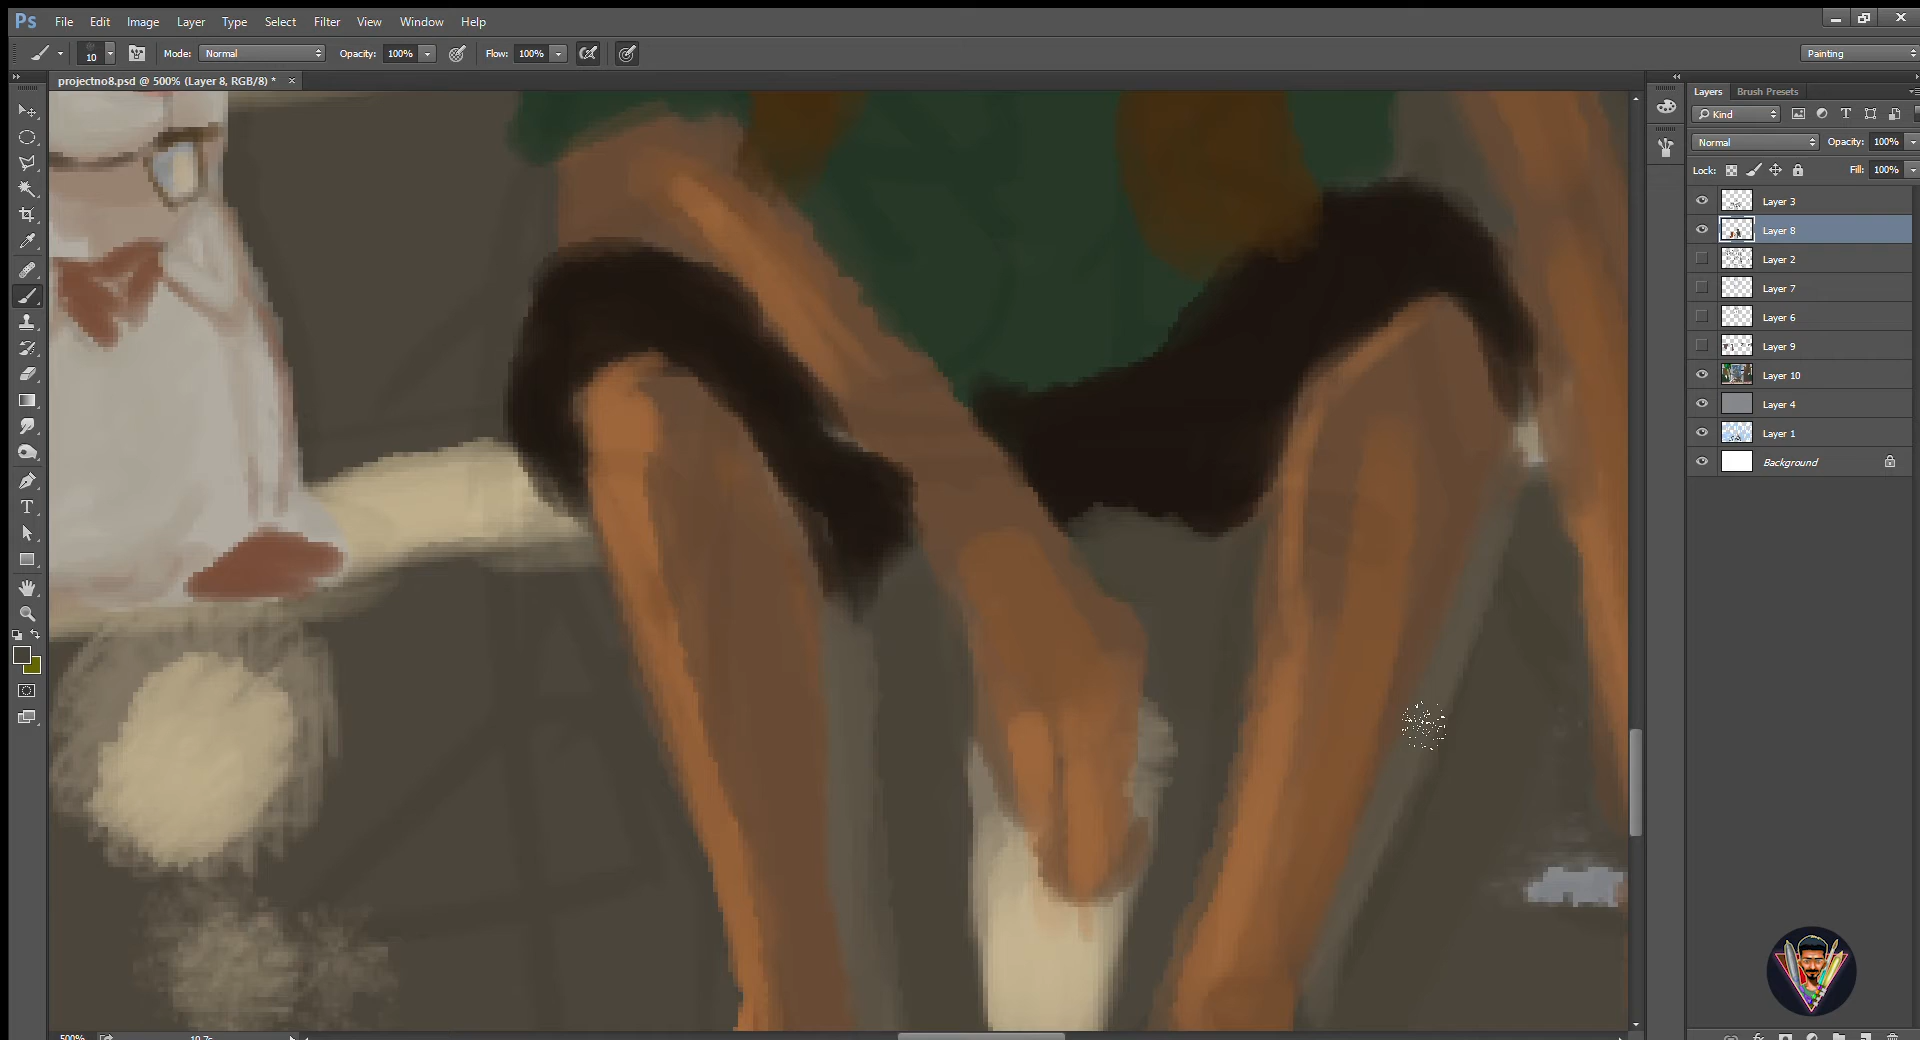 Ps File Edit Image Layer Type Select Filter View Window Help
10 Mode: Normal Opacity: 100% Flow: 100% Painting
projectno8.psd @ 500% (Layer 8, RGB/8) *
Layers Brush Presets
Kind
Normal Opacity: 100%
Lock: Fill: 100%
Layer 3
Layer 8
Layer 2
Layer 7
Layer 6
Layer 9
Layer 10
Layer 4
Layer 1
Background
500%